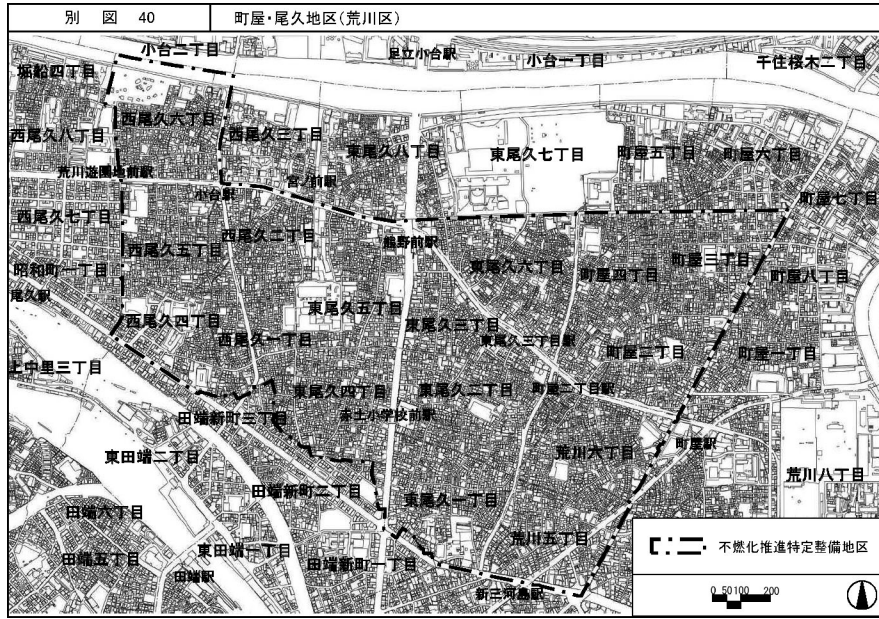 別　図　40
町屋・尾久地区(荒川区)
小台二丁目
足立小台駅
小台一丁目
千住桜木二丁目
堀船四丁目
西尾久六丁目
西尾久三丁目
西尾久八丁目
東尾久八丁目
東尾久七丁目
町屋五丁目
町屋六丁目
荒川遊園地前駅
小台駅
宮ノ前駅
町屋七丁目
西尾久七丁目
西尾久五丁目
西尾久二丁目
熊野前駅
東尾久六丁目
町屋四丁目
町屋三丁目
町屋八丁目
昭和町一丁目
尾久駅
西尾久四丁目
東尾久五丁目
東尾久三丁目
西尾久一丁目
東尾久三丁目駅
町屋二丁目
町屋一丁目
上中里三丁目
東尾久四丁目
東尾久二丁目
町屋二丁目駅
田端新町三丁目
赤土小学校前駅
町屋駅
東田端二丁目
荒川六丁目
荒川八丁目
田端新町二丁目
東尾久一丁目
田端六丁目
荒川五丁目
田端五丁目
東田端一丁目
田端新町一丁目
田端駅
新三河島駅
不燃化推進特定整備地区
0 50 100 200